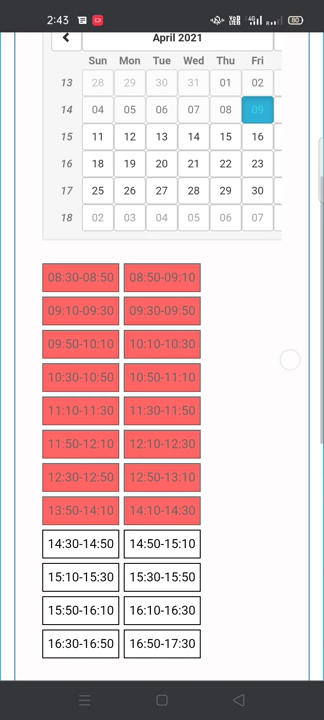 2:43 80
April 2021
Sun Mon Tue Wed Thu Fri
13 28 29 30 31 01 02
14 04 05 06 07 08 09
15 11 12 13 14 15 16
16 18 19 20 21 22 23
17 25 26 27 28 29 30
18 02 03 04 05 06 07
08:30-08:50 08:50-09:10
09:10-09:30 09:30-09:50
09:50-10:10 10:10-10:30
10:30-10:50 10:50-11:10
11:10-11:30 11:30-11:50
11:50-12:10 12:10-12:30
12:30-12:50 12:50-13:10
13:50-14:10 14:10-14:30
14:30-14:50 14:50-15:10
15:10-15:30 15:30-15:50
15:50-16:10 16:10-16:30
16:30-16:50 16:50-17:30